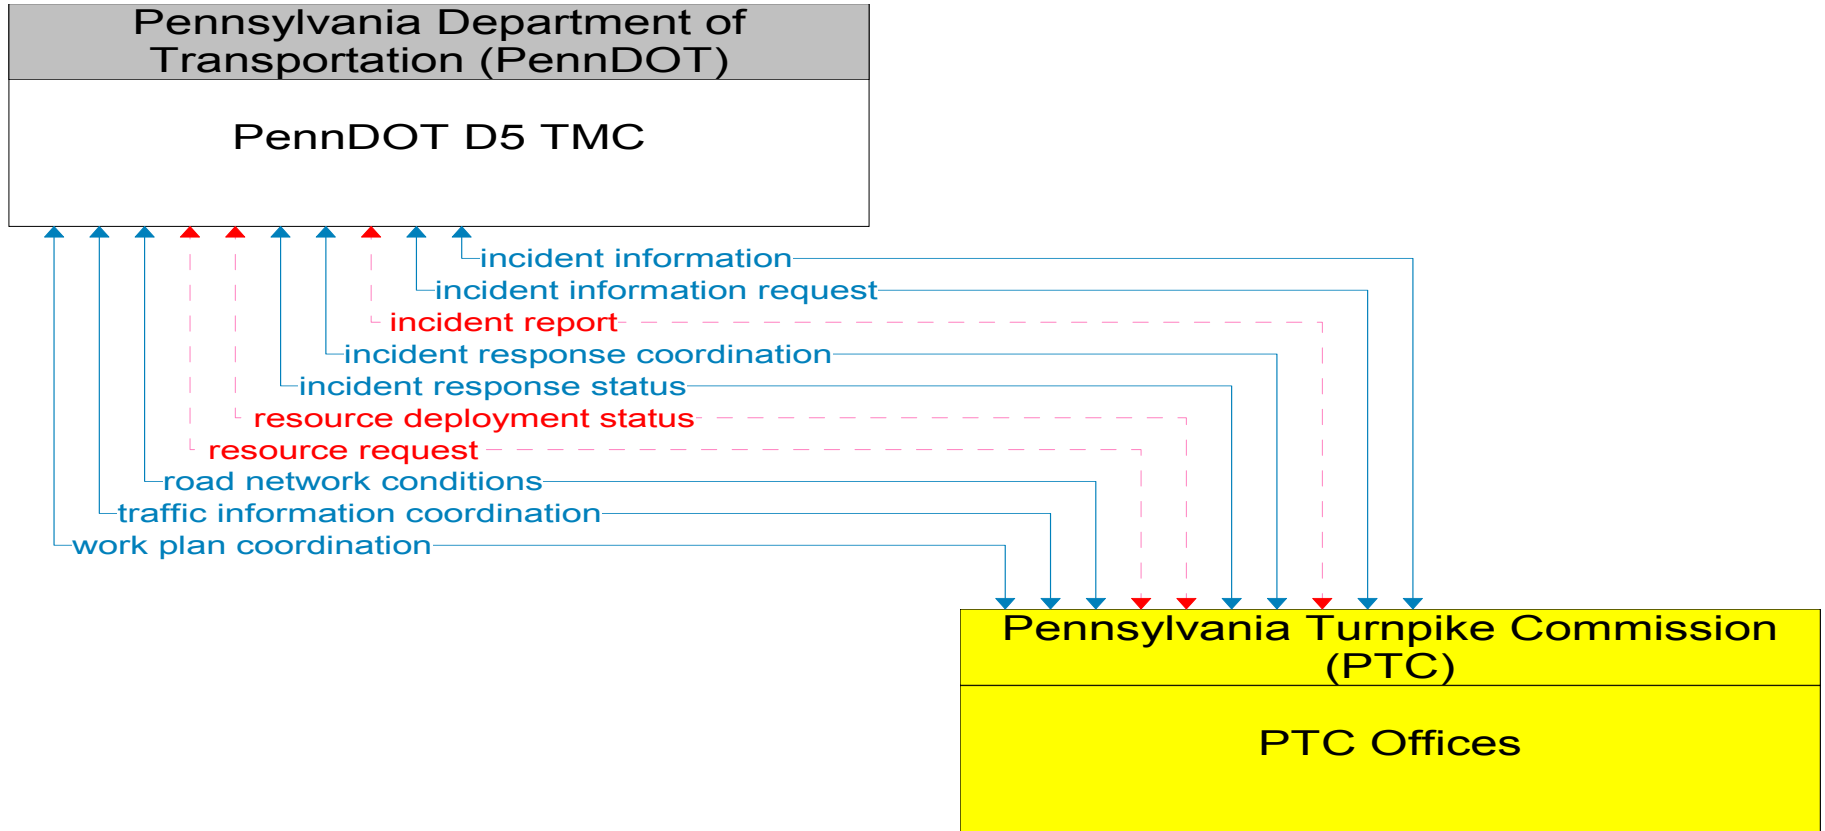 Pennsylvania Department of
Transportation (PennDOT)
PennDOT D5 TMC
incident information
incident information request
incident report
incident response coordination
incident response status
resource deployment status
resource request
road network conditions
traffic information coordination
work plan coordination
Pennsylvania Turnpike Commission
(PTC)
PTC Offices